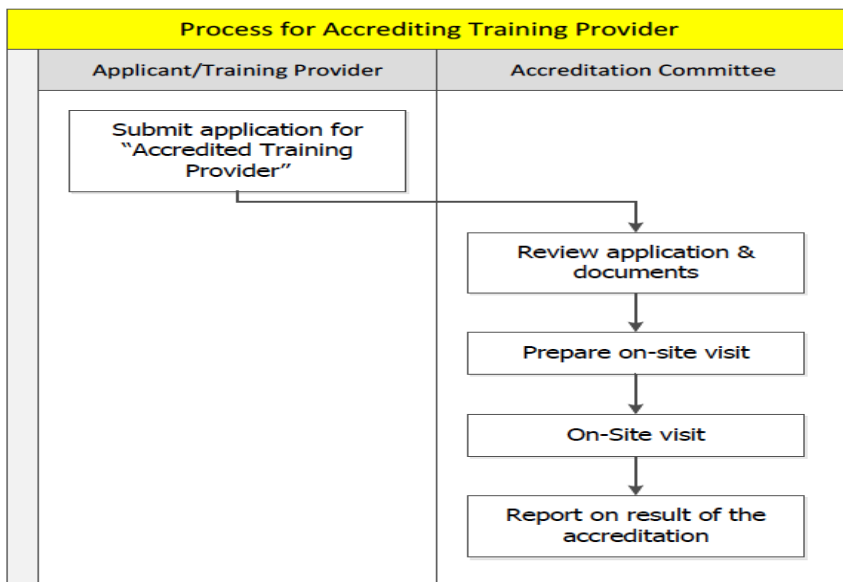 Process for Accrediting Training Provider
Applicant/Training Provider
Accreditation Committee
Submit application for
“Accredited Training
Provider”
Review application &
documents
Prepare on-site visit
On-Site visit
Report on result of the
accreditation